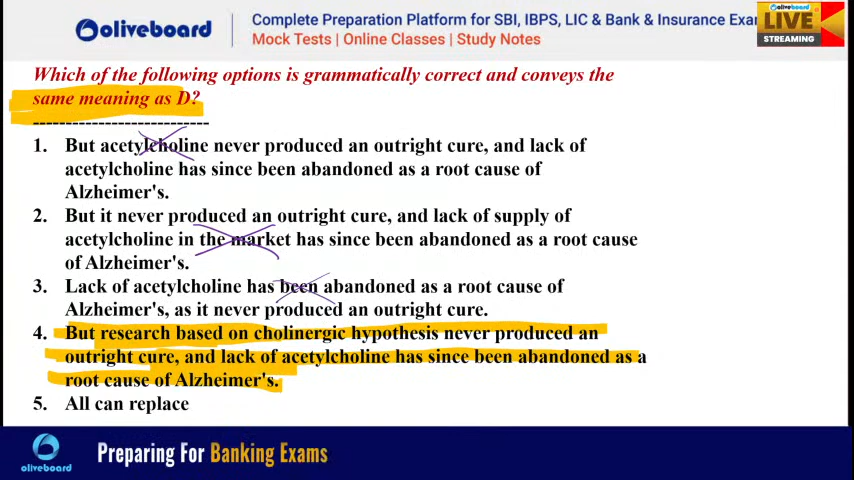 oliveboard
Complete Preparation Platform for SBI, IBPS, LIC & Bank & Insurance Exa
Mock Tests | Online Classes | Study Notes
oliveboard
LIVE
STREAMING
Which of the following options is grammatically correct and conveys the
same meaning as D?
---------------------------
1. But acetylcholine never produced an outright cure, and lack of
acetylcholine has since been abandoned as a root cause of
Alzheimer's.
2. But it never produced an outright cure, and lack of supply of
acetylcholine in the market has since been abandoned as a root cause
of Alzheimer's.
3. Lack of acetylcholine has been abandoned as a root cause of
Alzheimer's, as it never produced an outright cure.
4. But research based on cholinergic hypothesis never produced an
outright cure, and lack of acetylcholine has since been abandoned as a
root cause of Alzheimer's.
5. All can replace
oliveboard
Preparing For Banking Exams